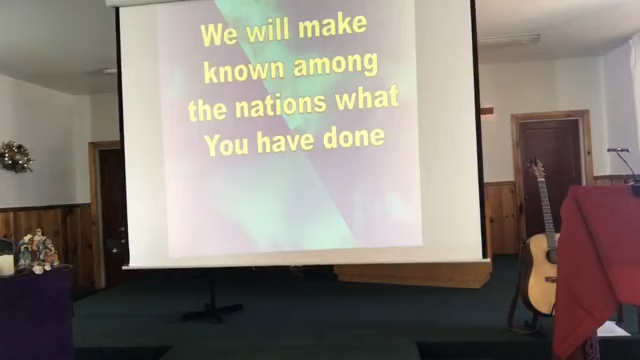 We will make
known among
the nations what
You have done